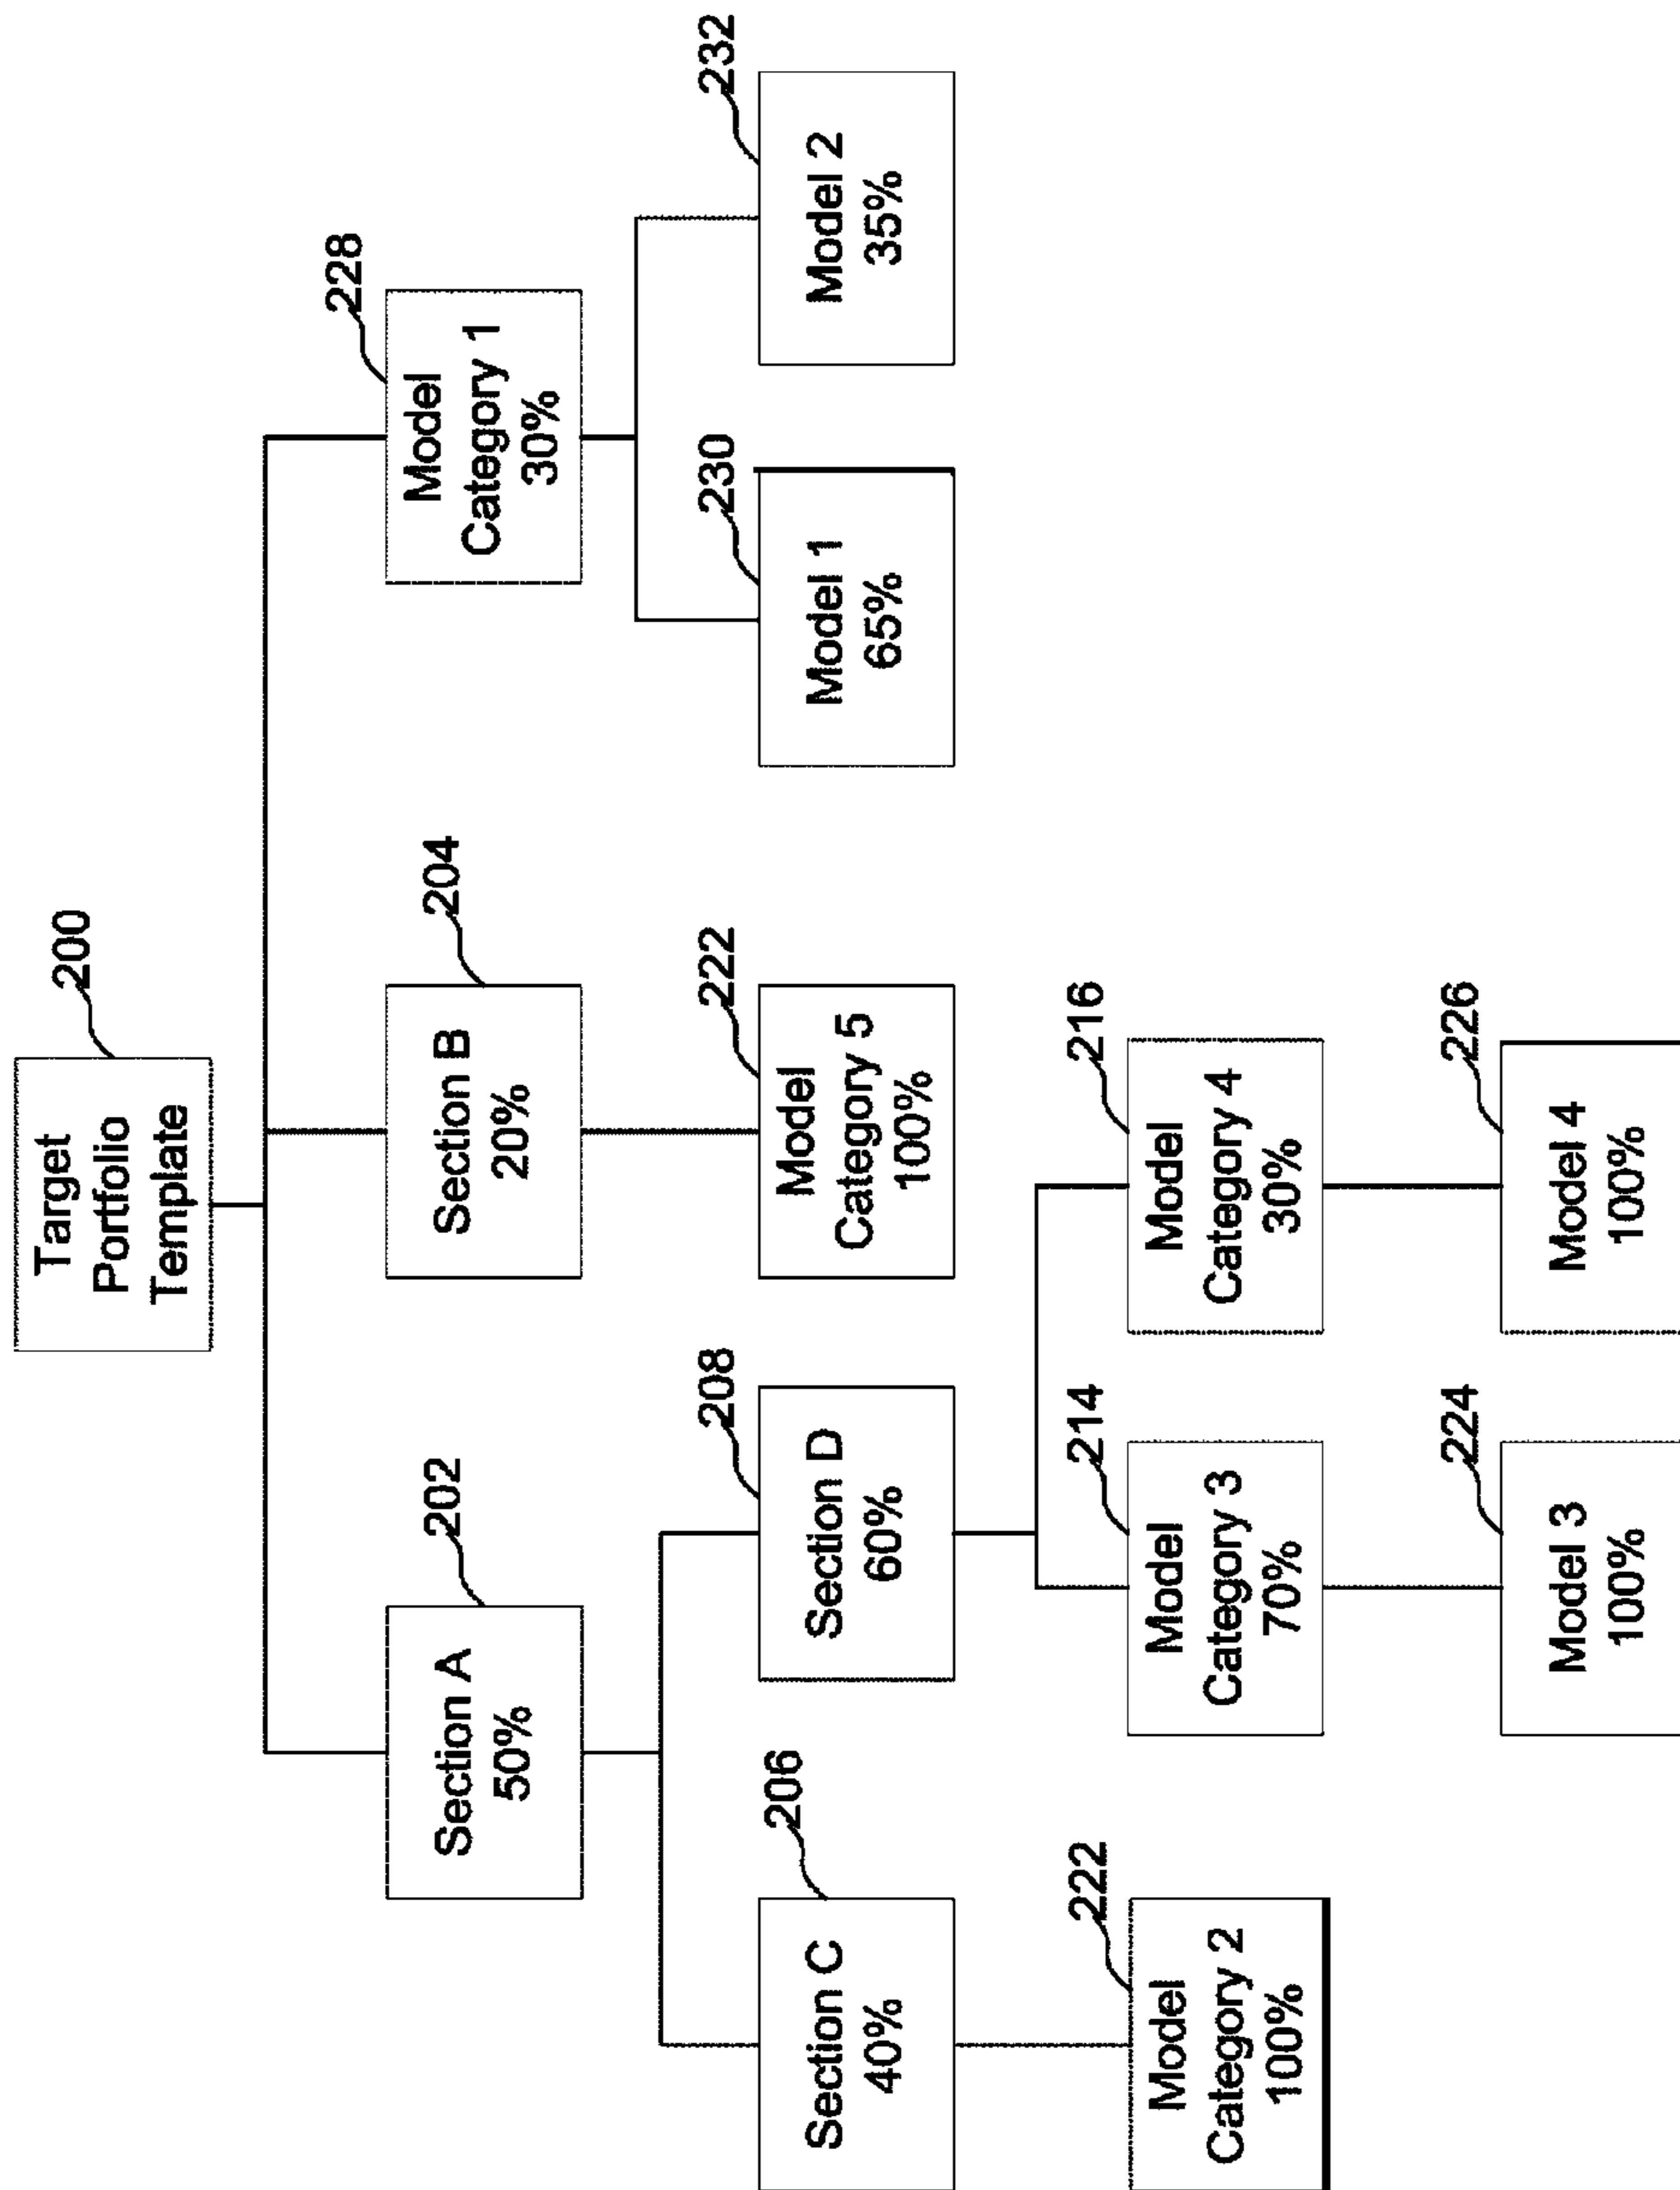 Target
Portfolio
Template
200
Section A
50%
202
Section B
20%
204
Model
Category 1
30%
228
Section C
40%
206
Section D
60%
208
Model
Category 5
100%
222
Model 1
65%
230
Model 2
35%
232
Model
Category 2
100%
222
Model
Category 3
70%
214
Model
Category 4
30%
216
Model 3
100%
224
Model 4
100%
226